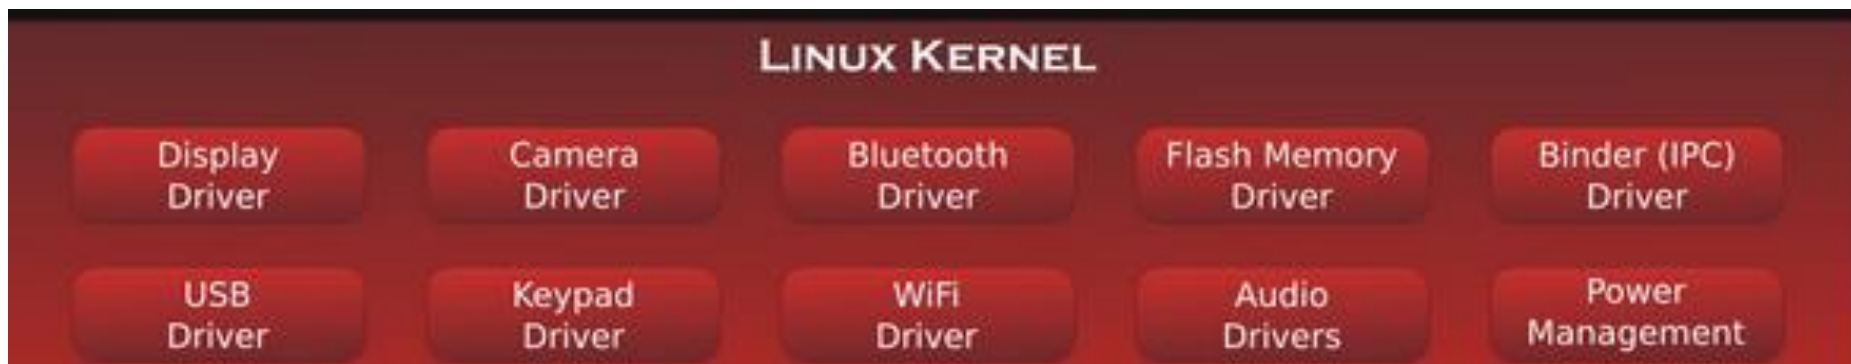 LINUX KERNEL
Display
Driver
Camera
Driver
Bluetooth
Driver
Flash Memory
Driver
Binder (IPC)
Driver
USB
Driver
Keypad
Driver
WiFi
Driver
Audio
Drivers
Power
Management